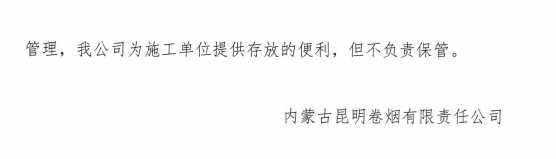 管理，我公司为施工单位提供存放的便利，但不负责保管。
内蒙古昆明卷烟有限责任公司